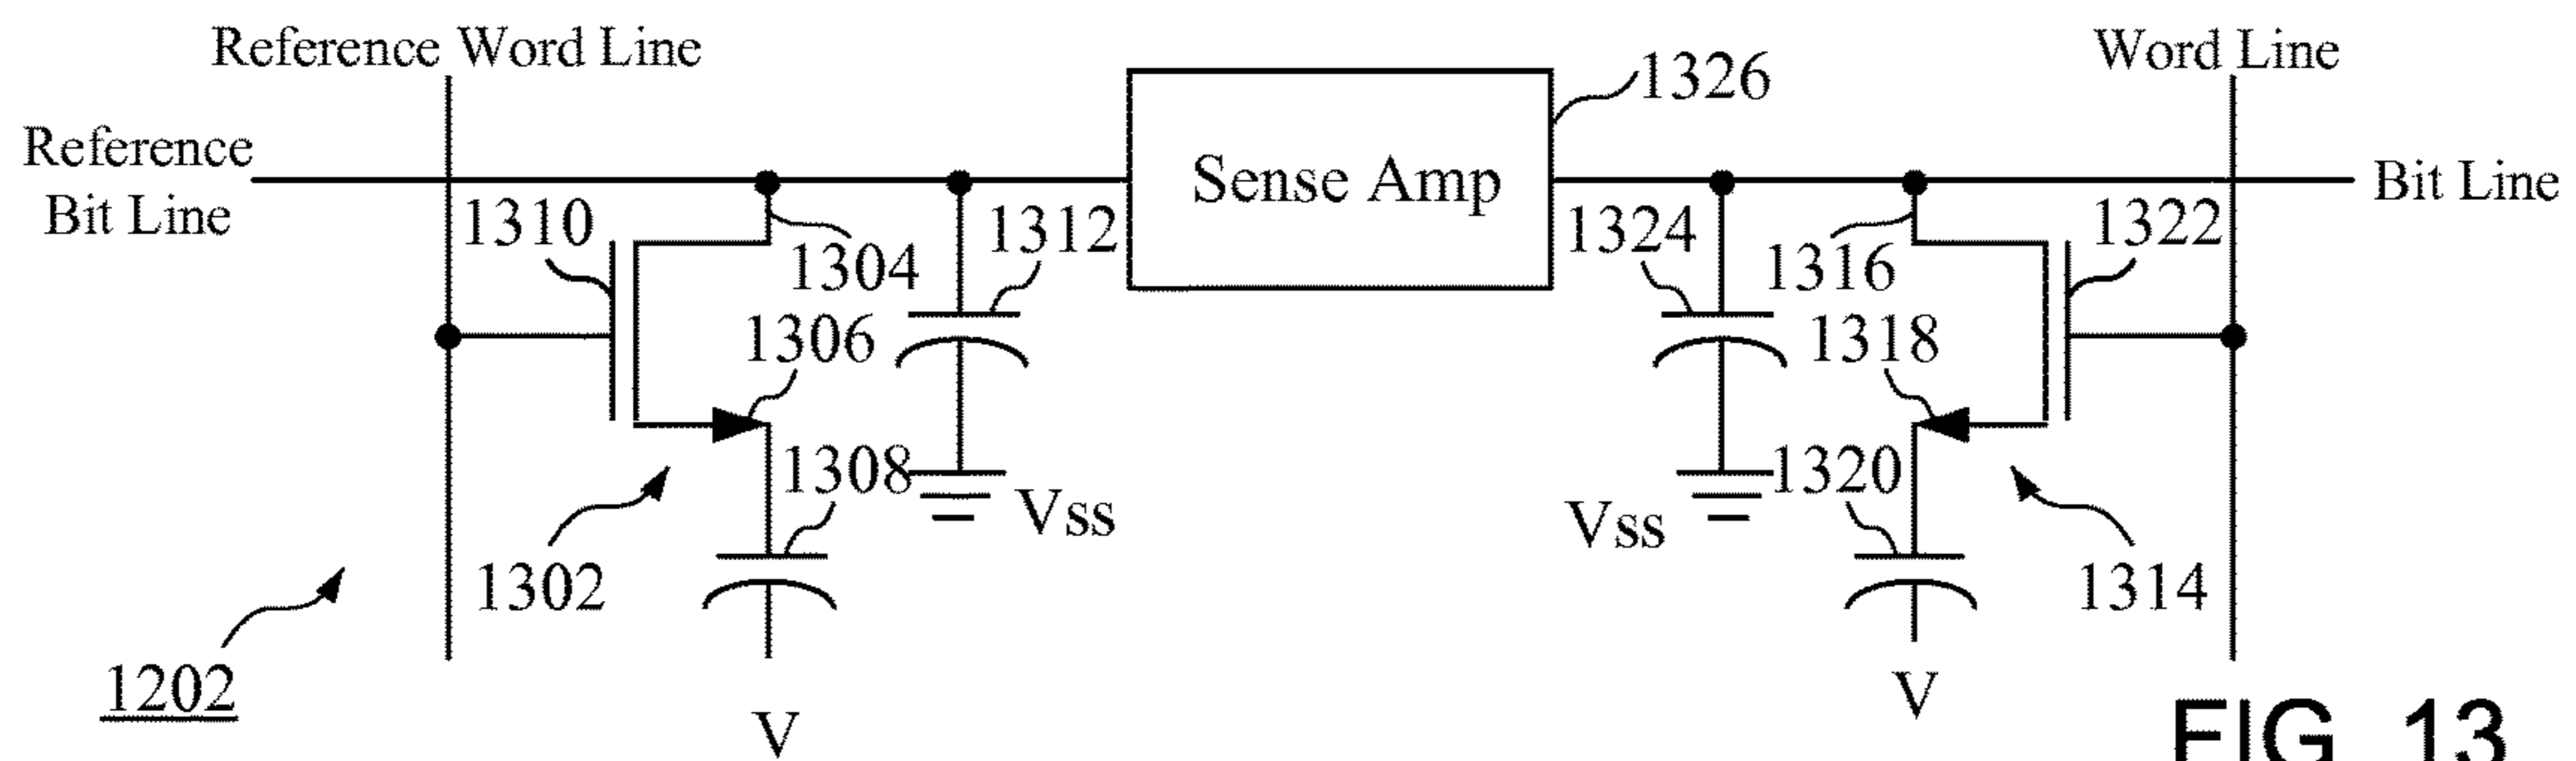 Reference Word Line
Word Line
1326
Reference
Bit Line
Sense Amp
Bit Line
1310
1304
1312
1324
1316
1322
1306
1318
1308
1320
Vss
Vss
1302
1314
1202
V
V
FIG. 13